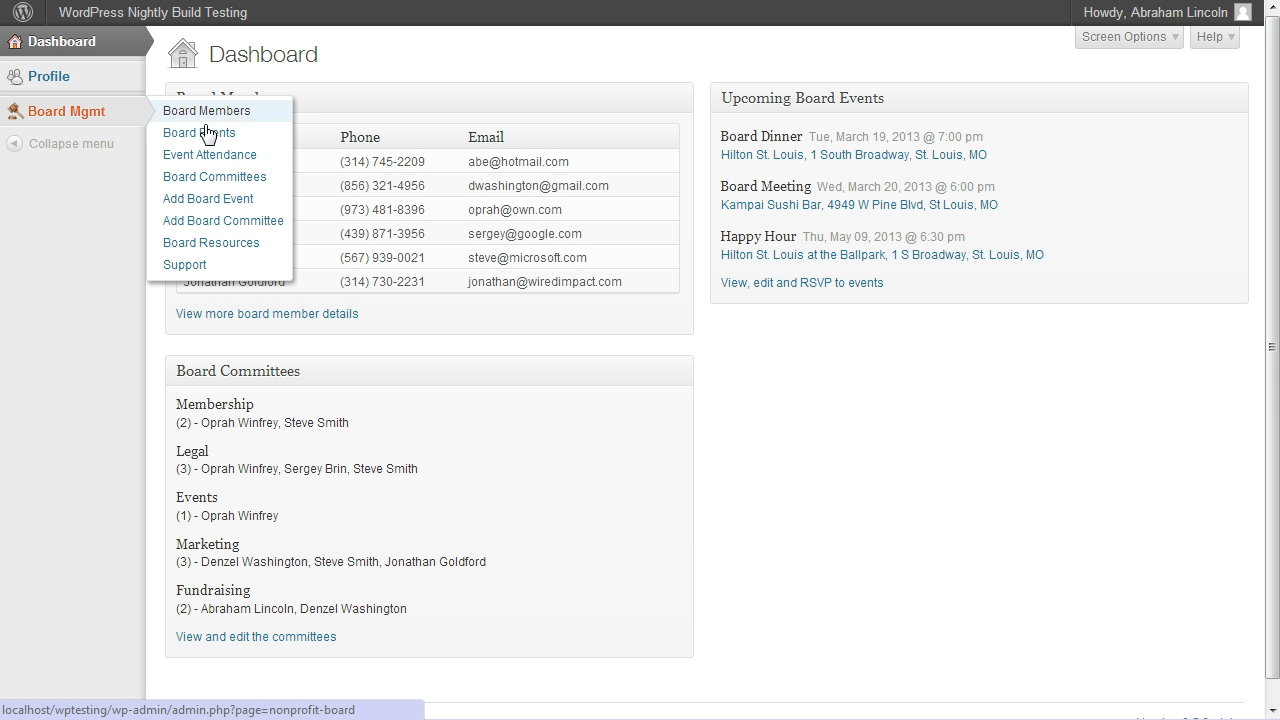 WordPress Nightly Build Testing
Howdy, Abraham Lincoln
Dashboard
Profile
Board Mgmt
Collapse menu
Board Members
Board Events
Event Attendance
Board Committees
Add Board Event
Add Board Committee
Board Resources
Support
Screen Options
Help
Dashboard
Phone Email
(314) 745-2209 abe@hotmail.com
(856) 321-4956 dwashington@gmail.com
(973) 481-8396 oprah@own.com
(439) 871-3956 sergey@google.com
(567) 939-0021 steve@microsoft.com
Jonathan Goldford (314) 730-2231 jonathan@wiredimpact.com
View more board member details
Board Committees
Membership
(2) - Oprah Winfrey, Steve Smith
Legal
(3) - Oprah Winfrey, Sergey Brin, Steve Smith
Events
(1) - Oprah Winfrey
Marketing
(3) - Denzel Washington, Steve Smith, Jonathan Goldford
Fundraising
(2) - Abraham Lincoln, Denzel Washington
View and edit the committees
Upcoming Board Events
Board Dinner Tue, March 19, 2013 @ 7:00 pm
Hilton St. Louis, 1 South Broadway, St. Louis, MO
Board Meeting Wed, March 20, 2013 @ 6:00 pm
Kampai Sushi Bar, 4949 W Pine Blvd, St Louis, MO
Happy Hour Thu, May 09, 2013 @ 6:30 pm
Hilton St. Louis at the Ballpark, 1 S Broadway, St. Louis, MO
View, edit and RSVP to events
localhost/wptesting/wp-admin/admin.php?page=nonprofit-board